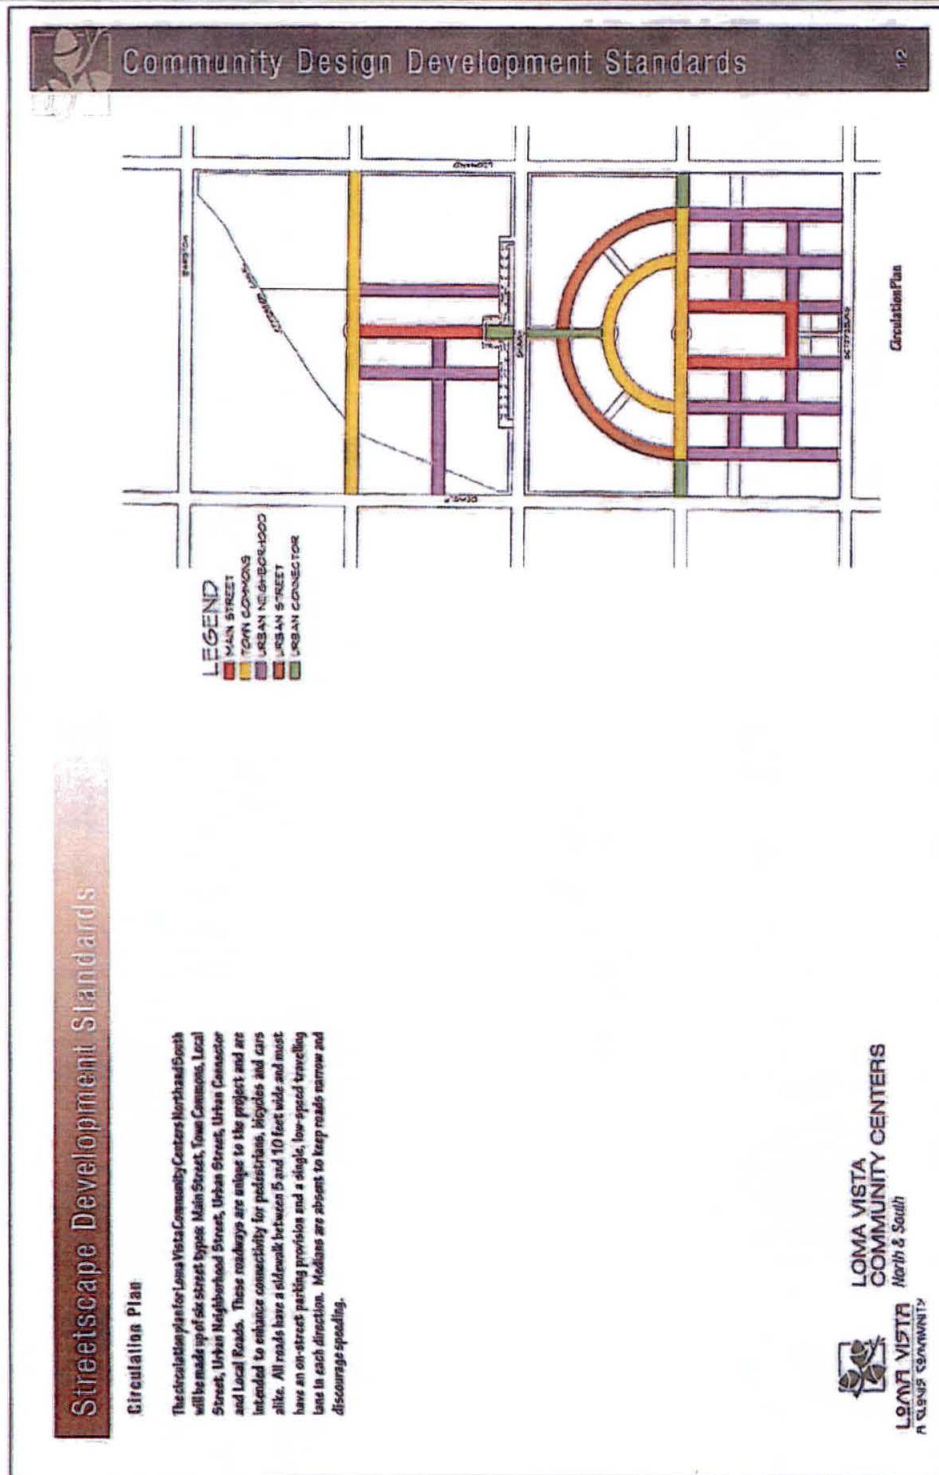 Community Design Development Standards
12
Streetscape Development Standards
Circulation Plan
The circulation plan for Loma Vista Community Centers North and South
will be made up of six street types: Main Street, Town Commons, Local
Street, Urban Neighborhood Street, Urban Street, Urban Connector
and Local Roads. These roadways are unique to the project and are
intended to enhance connectivity for pedestrians, bicycles and cars
alike. All roads have a sidewalk between 5 and 10 feet wide and most
have an on-street parking provision and a single, low-speed travelling
lane in each direction. Medians are absent to keep roads narrow and
discourage speeding.
LEGEND
MAIN STREET
TOWN COMMONS
URBAN NEIGHBORHOOD
URBAN STREET
URBAN CONNECTOR
LEONARD
SHAW
DEWOLF
GETTYSBURG
Circulation Plan
LOMA VISTA
A CLOVIS COMMUNITY
LOMA VISTA
COMMUNITY CENTERS
North & South